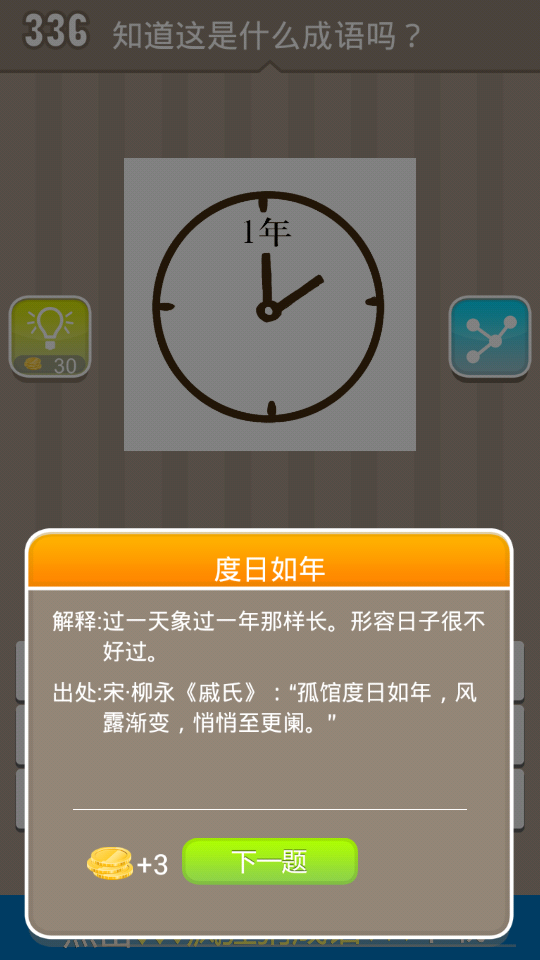 336 知道这是什么成语吗？
1年
30
度日如年
解释:过一天象过一年那样长。形容日子很不
好过。
出处:宋·柳永《戚氏》："孤馆度日如年，风
露渐变，悄悄至更阑。"
+3 下一题